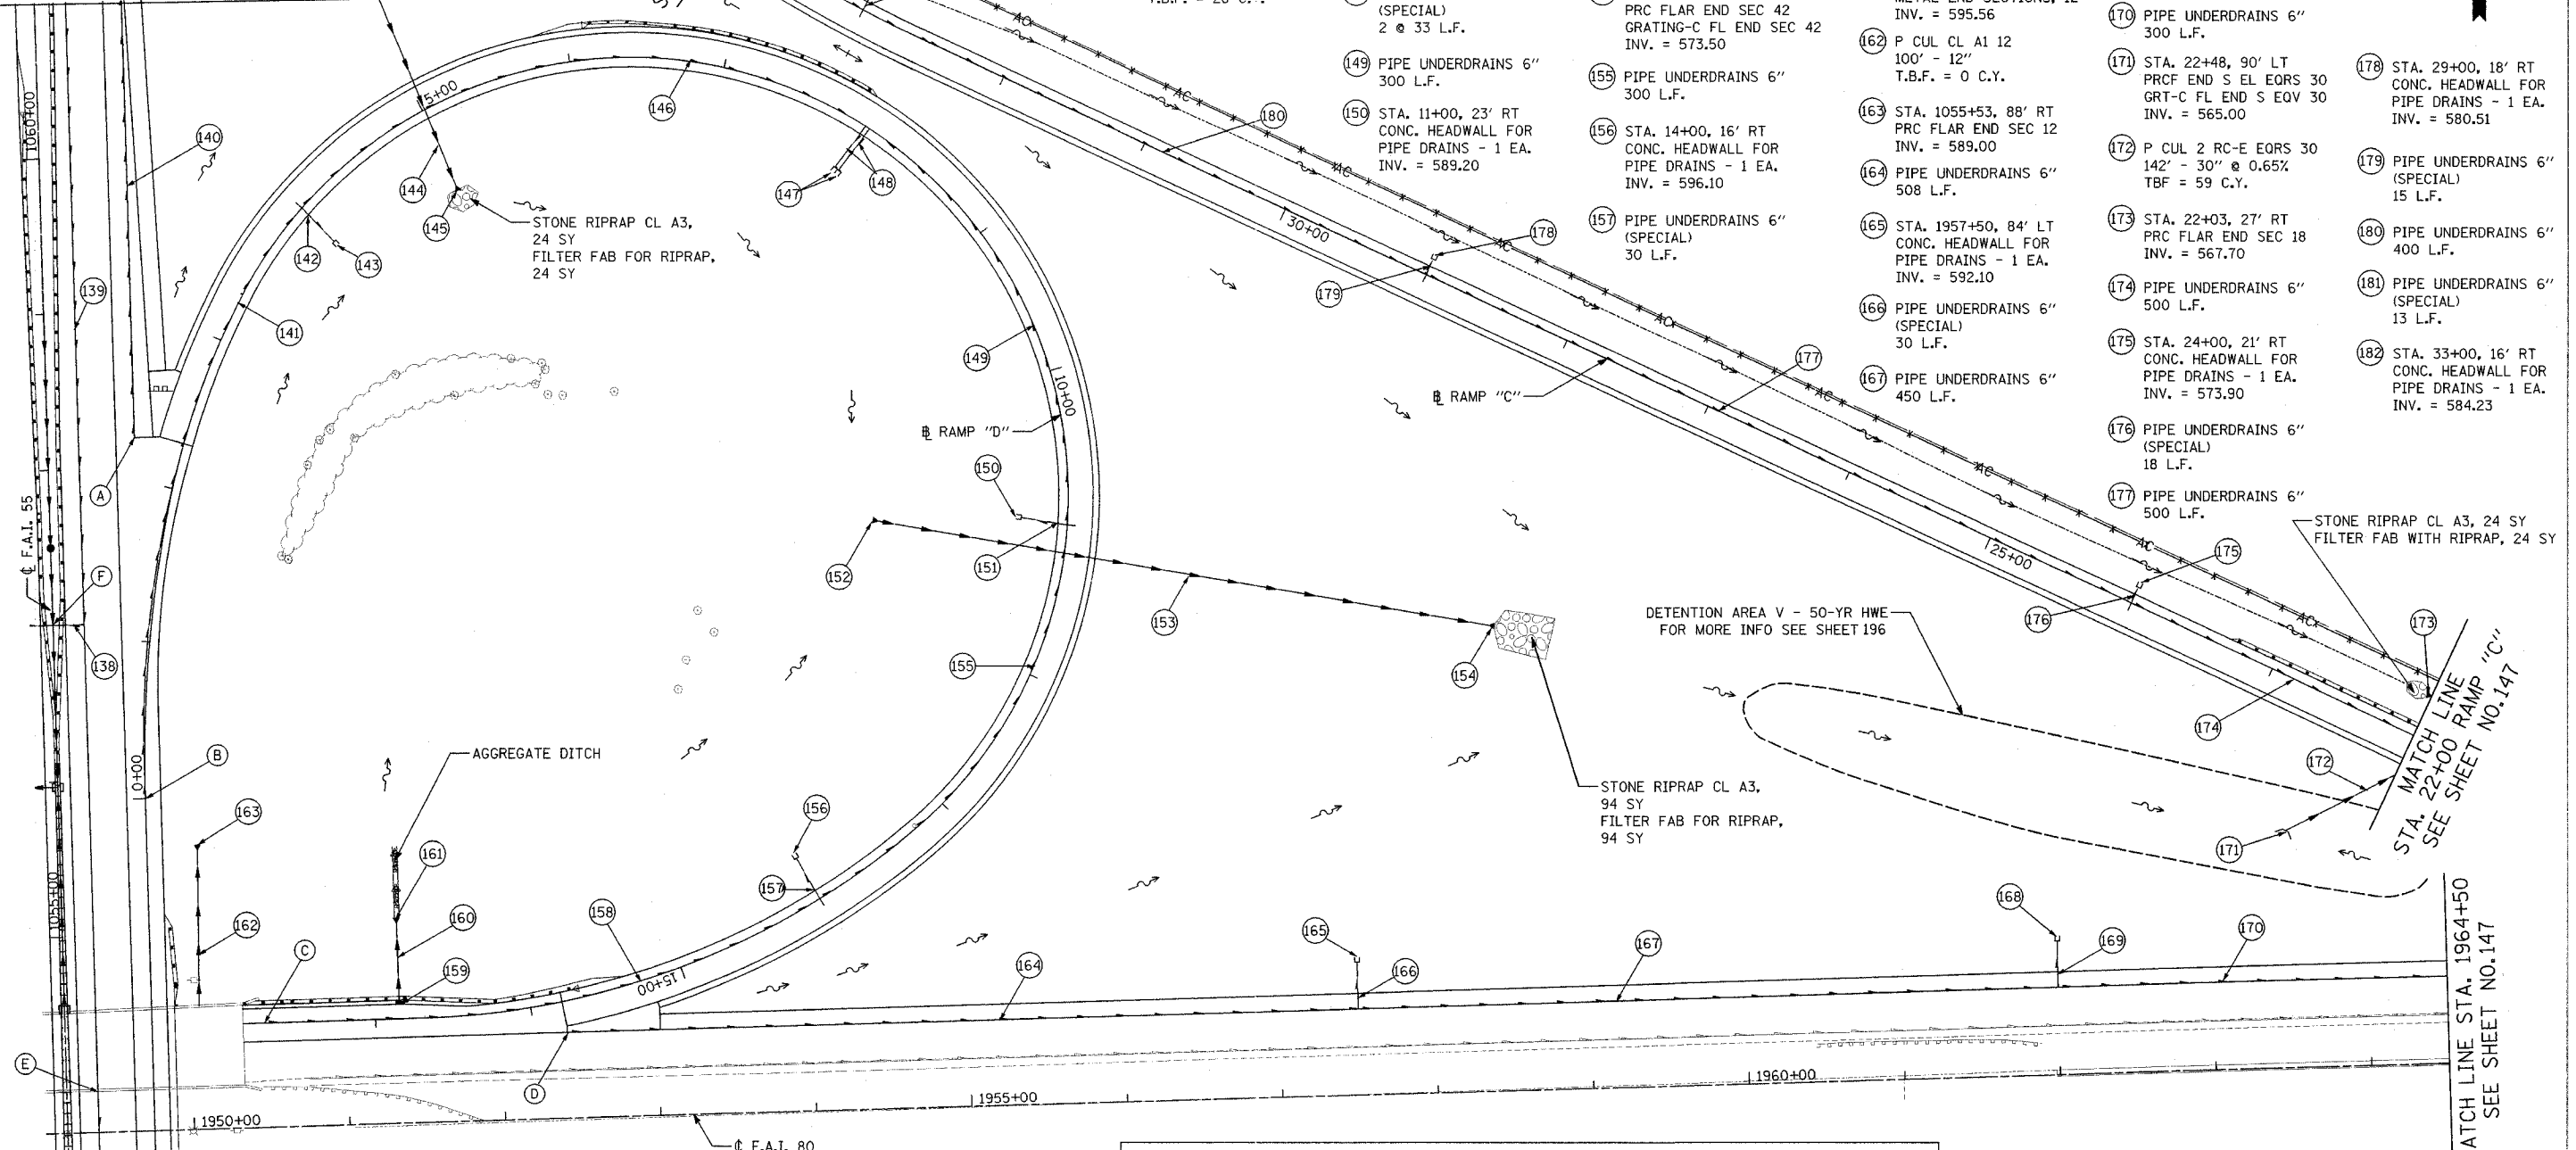 (SPECIAL)
2 @ 33 L.F.
149 PIPE UNDERDRAINS 6"
300 L.F.
150 STA. 11+00, 23' RT
CONC. HEADWALL FOR
PIPE DRAINS - 1 EA.
INV. = 589.20
PRC FLAR END SEC 42
GRATING-C FL END SEC 42
INV. = 573.50
155 PIPE UNDERDRAINS 6"
300 L.F.
156 STA. 14+00, 16' RT
CONC. HEADWALL FOR
PIPE DRAINS - 1 EA.
INV. = 596.10
157 PIPE UNDERDRAINS 6"
(SPECIAL)
30 L.F.
INV. = 595.56
162 P CUL CL A1 12
100' - 12"
T.B.F. = 0 C.Y.
163 STA. 1055+53, 88' RT
PRC FLAR END SEC 12
INV. = 589.00
164 PIPE UNDERDRAINS 6"
508 L.F.
165 STA. 1957+50, 84' LT
CONC. HEADWALL FOR
PIPE DRAINS - 1 EA.
INV. = 592.10
166 PIPE UNDERDRAINS 6"
(SPECIAL)
30 L.F.
167 PIPE UNDERDRAINS 6"
450 L.F.
170 PIPE UNDERDRAINS 6"
300 L.F.
171 STA. 22+48, 90' LT
PRCF END S EL EQRS 30
GRT-C FL END S EQV 30
INV. = 565.00
172 P CUL 2 RC-E EQRS 30
142' - 30" @ 0.65%
TBF = 59 C.Y.
173 STA. 22+03, 27' RT
PRC FLAR END SEC 18
INV. = 567.70
174 PIPE UNDERDRAINS 6"
500 L.F.
175 STA. 24+00, 21' RT
CONC. HEADWALL FOR
PIPE DRAINS - 1 EA.
INV. = 573.90
176 PIPE UNDERDRAINS 6"
(SPECIAL)
18 L.F.
177 PIPE UNDERDRAINS 6"
500 L.F.
178 STA. 29+00, 18' RT
CONC. HEADWALL FOR
PIPE DRAINS - 1 EA.
INV. = 580.51
179 PIPE UNDERDRAINS 6"
(SPECIAL)
15 L.F.
180 PIPE UNDERDRAINS 6"
400 L.F.
181 PIPE UNDERDRAINS 6"
(SPECIAL)
13 L.F.
182 STA. 33+00, 16' RT
CONC. HEADWALL FOR
PIPE DRAINS - 1 EA.
INV. = 584.23
STONE RIPRAP CL A3, 24 SY
FILTER FAB WITH RIPRAP, 24 SY
STONE RIPRAP CL A3,
24 SY
FILTER FAB FOR RIPRAP,
24 SY
DETENTION AREA V - 50-YR HWE
FOR MORE INFO SEE SHEET 196
STONE RIPRAP CL A3,
94 SY
FILTER FAB FOR RIPRAP,
94 SY
AGGREGATE DITCH
℄ RAMP "D"
℄ RAMP "C"
℄ F.A.I. 55
℄ F.A.I. 80
MATCH LINE
STA. 22+00 RAMP "C"
SEE SHEET NO.147
ATCH LINE STA. 1964+50
SEE SHEET NO.147
1060+00
1055+00
0+00
5+00
10+00
15+00
30+00
25+00
1950+00
1955+00
1960+00
AC
AC
AC
AC
AC
AC
AC
AC
AC
138
139
140
141
142
143
144
145
146
147
148
149
150
151
152
153
154
155
156
157
158
159
160
161
162
163
164
165
166
167
168
169
170
171
172
173
174
175
176
177
178
179
180
A
B
C
D
E
F